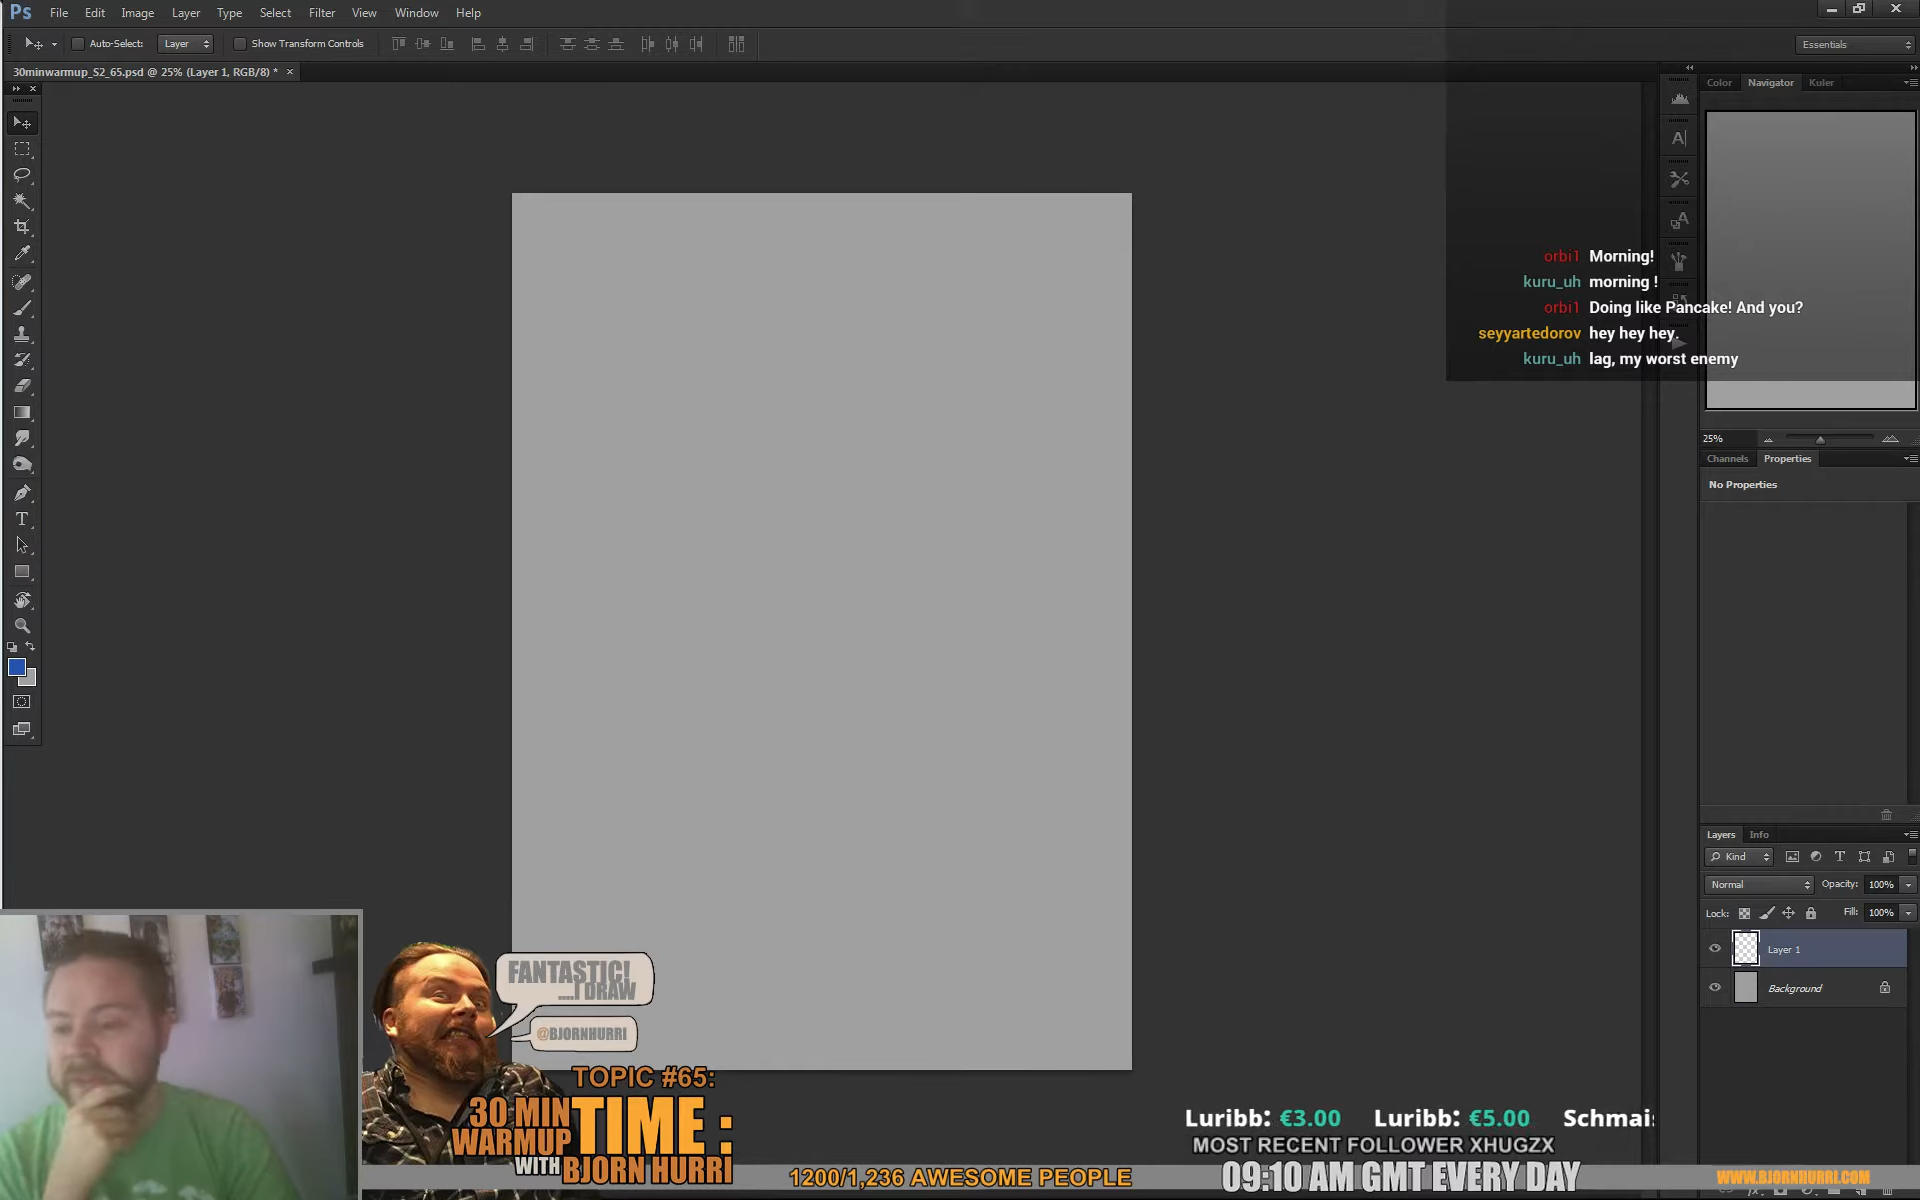 Ps File Edit Image Layer Type Select Filter View Window Help
Auto-Select: Layer Show Transform Controls Essentials
30minwarmup_S2_65.psd @ 25% (Layer 1, RGB/8) *
Color Navigator Kuler
orbi1 Morning!
kuru_uh morning !
orbi1 Doing like Pancake! And you?
seyyartedorov hey hey hey.
kuru_uh lag, my worst enemy
25%
Channels Properties
No Properties
Layers Info
Kind
Normal Opacity: 100%
Lock: Fill: 100%
Layer 1
Background
FANTASTIC!
....I DRAW
@BJORNHURRI
TOPIC #65:
30 MIN
WARMUP
TIME :
WITH BJORN HURRI
1200/1,236 AWESOME PEOPLE
Luribb: €3.00 Luribb: €5.00 Schmais
MOST RECENT FOLLOWER XHUGZX
09:10 AM GMT EVERY DAY
WWW.BJORNHURRI.COM